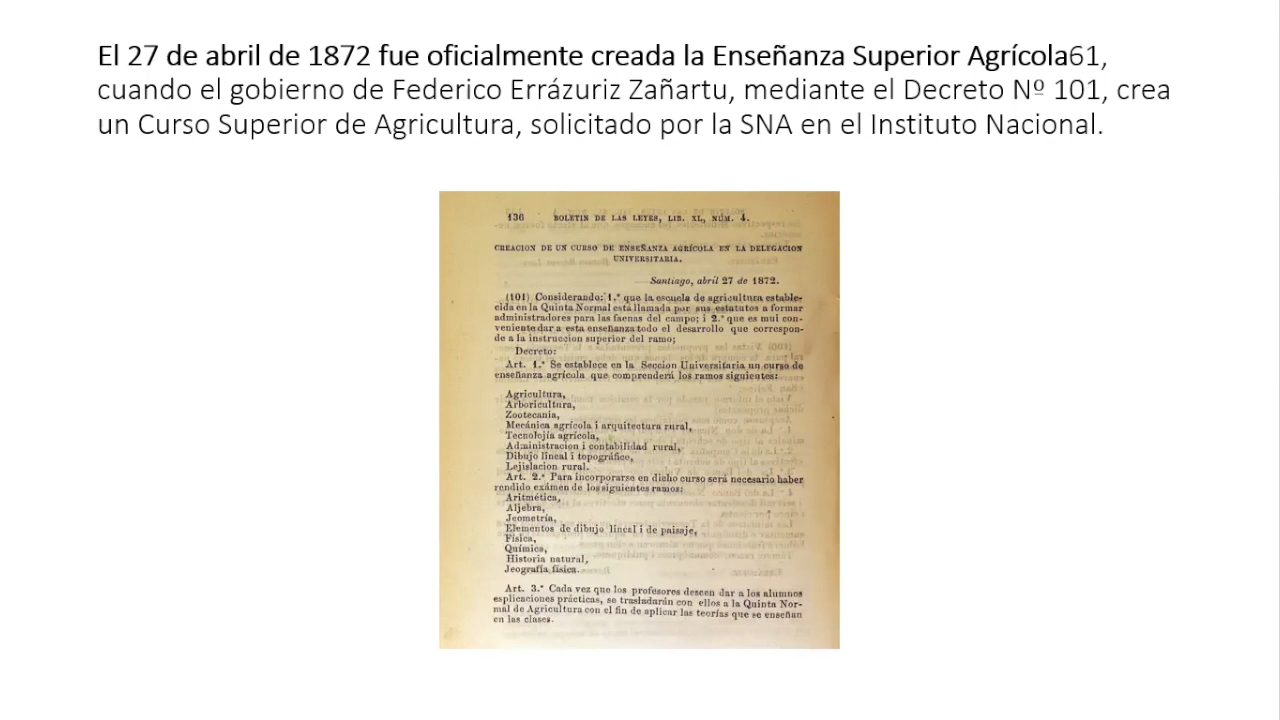 El 27 de abril de 1872 fue oficialmente creada la Enseñanza Superior Agrícola61,
cuando el gobierno de Federico Errázuriz Zañartu, mediante el Decreto Nº 101, crea
un Curso Superior de Agricultura, solicitado por la SNA en el Instituto Nacional.
136 BOLETIN DE LAS LEYES, LIB. XL, NÚM. 4.
CREACION DE UN CURSO DE ENSEÑANZA AGRÍCOLA EN LA DELEGACION
UNIVERSITARIA.
Santiago, abril 27 de 1872.
(101) Considerando: 1.° que la escuela de agricultura estable-
cida en la Quinta Normal está llamada por sus estatutos a formar
administradores para las faenas del campo; i 2.° que es mui con-
veniente dar a esta enseñanza todo el desarrollo que correspon-
de a la instruccion superior del ramo;
Decreto:
Art. 1.° Se establece en la Seccion Universitaria un curso de
enseñanza agrícola que comprenderá los ramos siguientes:
Agricultura,
Arboricultura,
Zootecania,
Mecánica agrícola i arquitectura rural,
Tecnolojía agrícola,
Administracion i contabilidad rural,
Dibujo lineal i topográfico,
Lejislacion rural.
Art. 2.° Para incorporarse en dicho curso será necesario haber
rendido exámen de los siguientes ramos:
Aritmética,
Aljebra,
Jeometría,
Elementos de dibujo lineal i de paisaje,
Física,
Química,
Historia natural,
Jeografía física.
Art. 3.° Cada vez que los profesores deseen dar a los alumnos
esplicaciones prácticas, se trasladarán con ellos a la Quinta Nor-
mal de Agricultura con el fin de aplicar las teorías que se enseñan
en las clases.